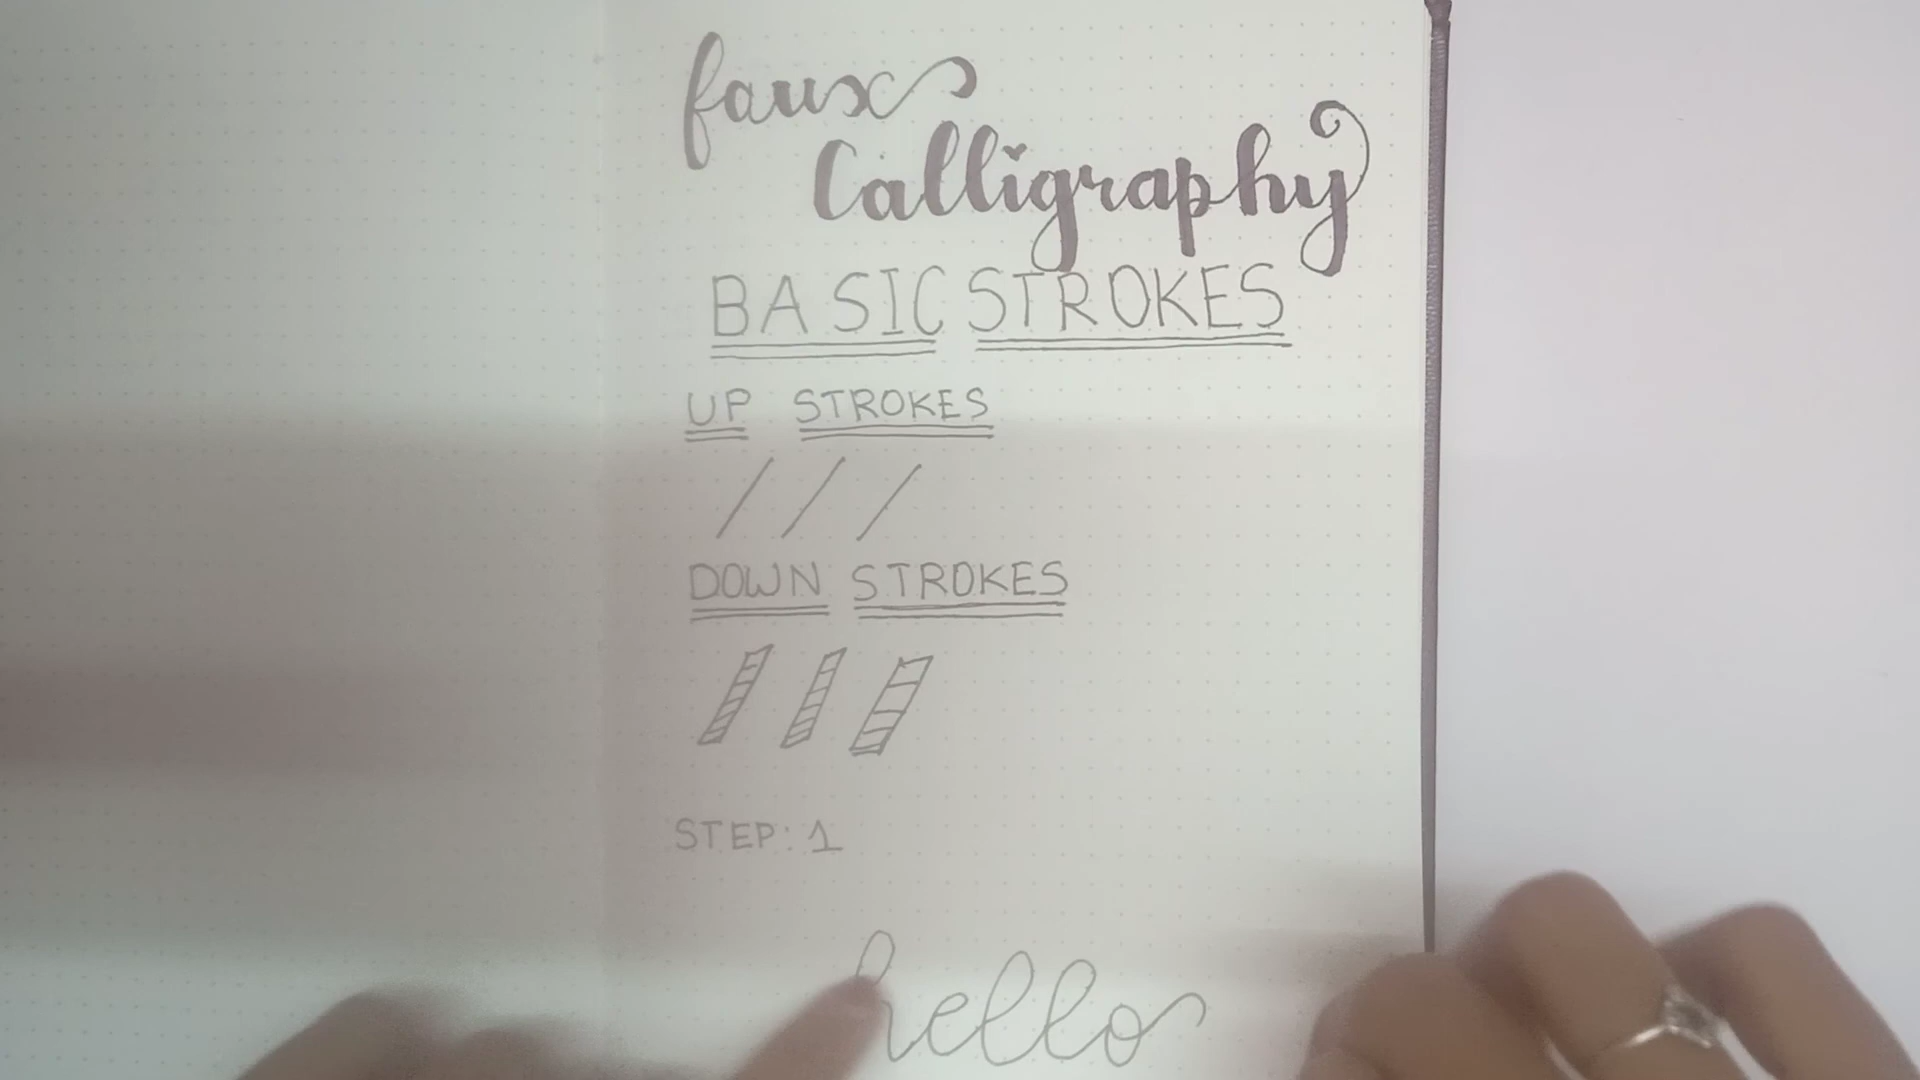 faux
Calligraphy
BASIC STROKES
UP STROKES
DOWN STROKES
STEP: 1
hello